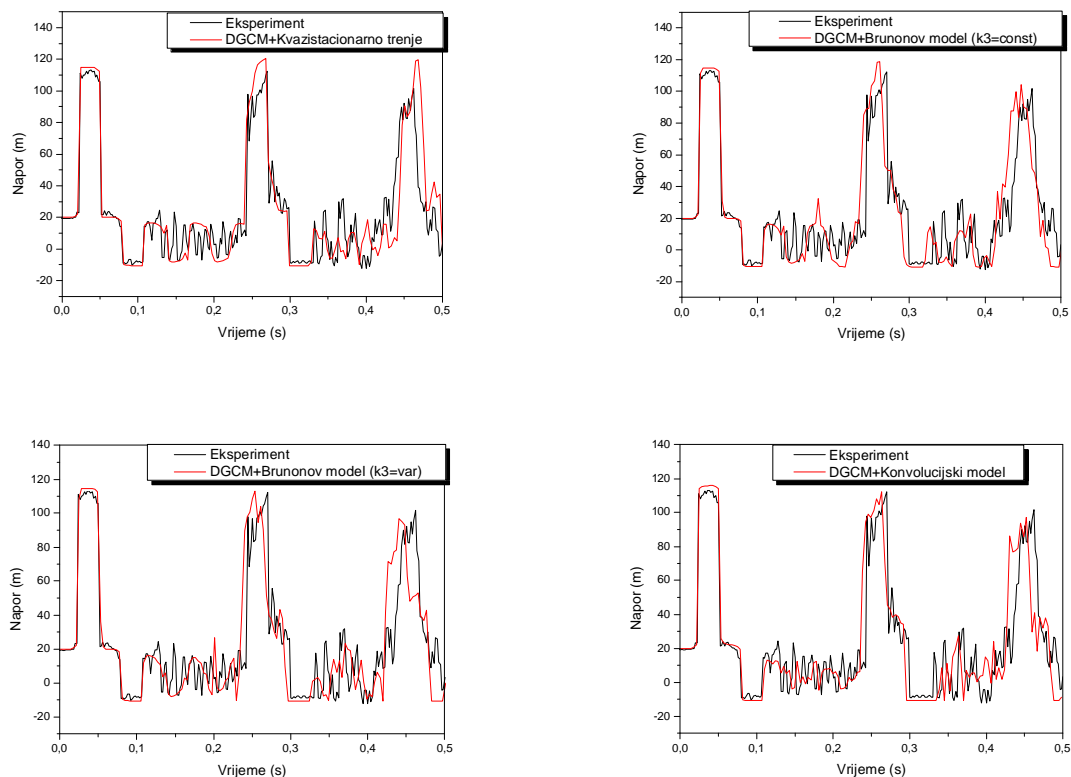 Eksperiment
DGCM+Kvazistacionarno trenje
Napor (m)
140
120
100
80
60
40
20
0
-20
0,0 0,1 0,2 0,3 0,4 0,5
Vrijeme (s)
Eksperiment
DGCM+Brunonov model (k3=const)
Napor (m)
140
120
100
80
60
40
20
0
-20
0,0 0,1 0,2 0,3 0,4 0,5
Vrijeme (s)
Eksperiment
DGCM+Brunonov model (k3=var)
Napor (m)
140
120
100
80
60
40
20
0
-20
0,0 0,1 0,2 0,3 0,4 0,5
Vrijeme (s)
Eksperiment
DGCM+Konvolucijski model
Napor (m)
140
120
100
80
60
40
20
0
-20
0,0 0,1 0,2 0,3 0,4 0,5
Vrijeme (s)